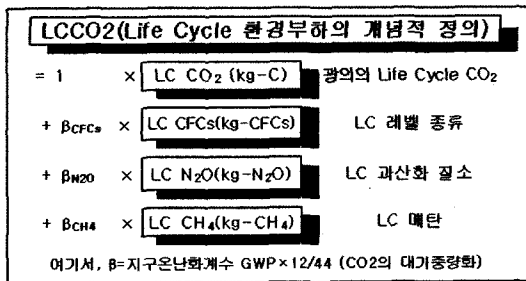 LCCO2(Life Cycle 환경부하의 개념적 정의)
= 1 × LC CO₂ (kg-C) 광의의 Life Cycle CO₂
+ βCFCs × LC CFCs(kg-CFCs) LC 레벨 종류
+ βN2O × LC N₂O(kg-N₂O) LC 과산화 질소
+ βCH4 × LC CH₄(kg-CH₄) LC 메탄
여기서, β=지구온난화계수 GWP×12/44 (CO2의 대기중량화)